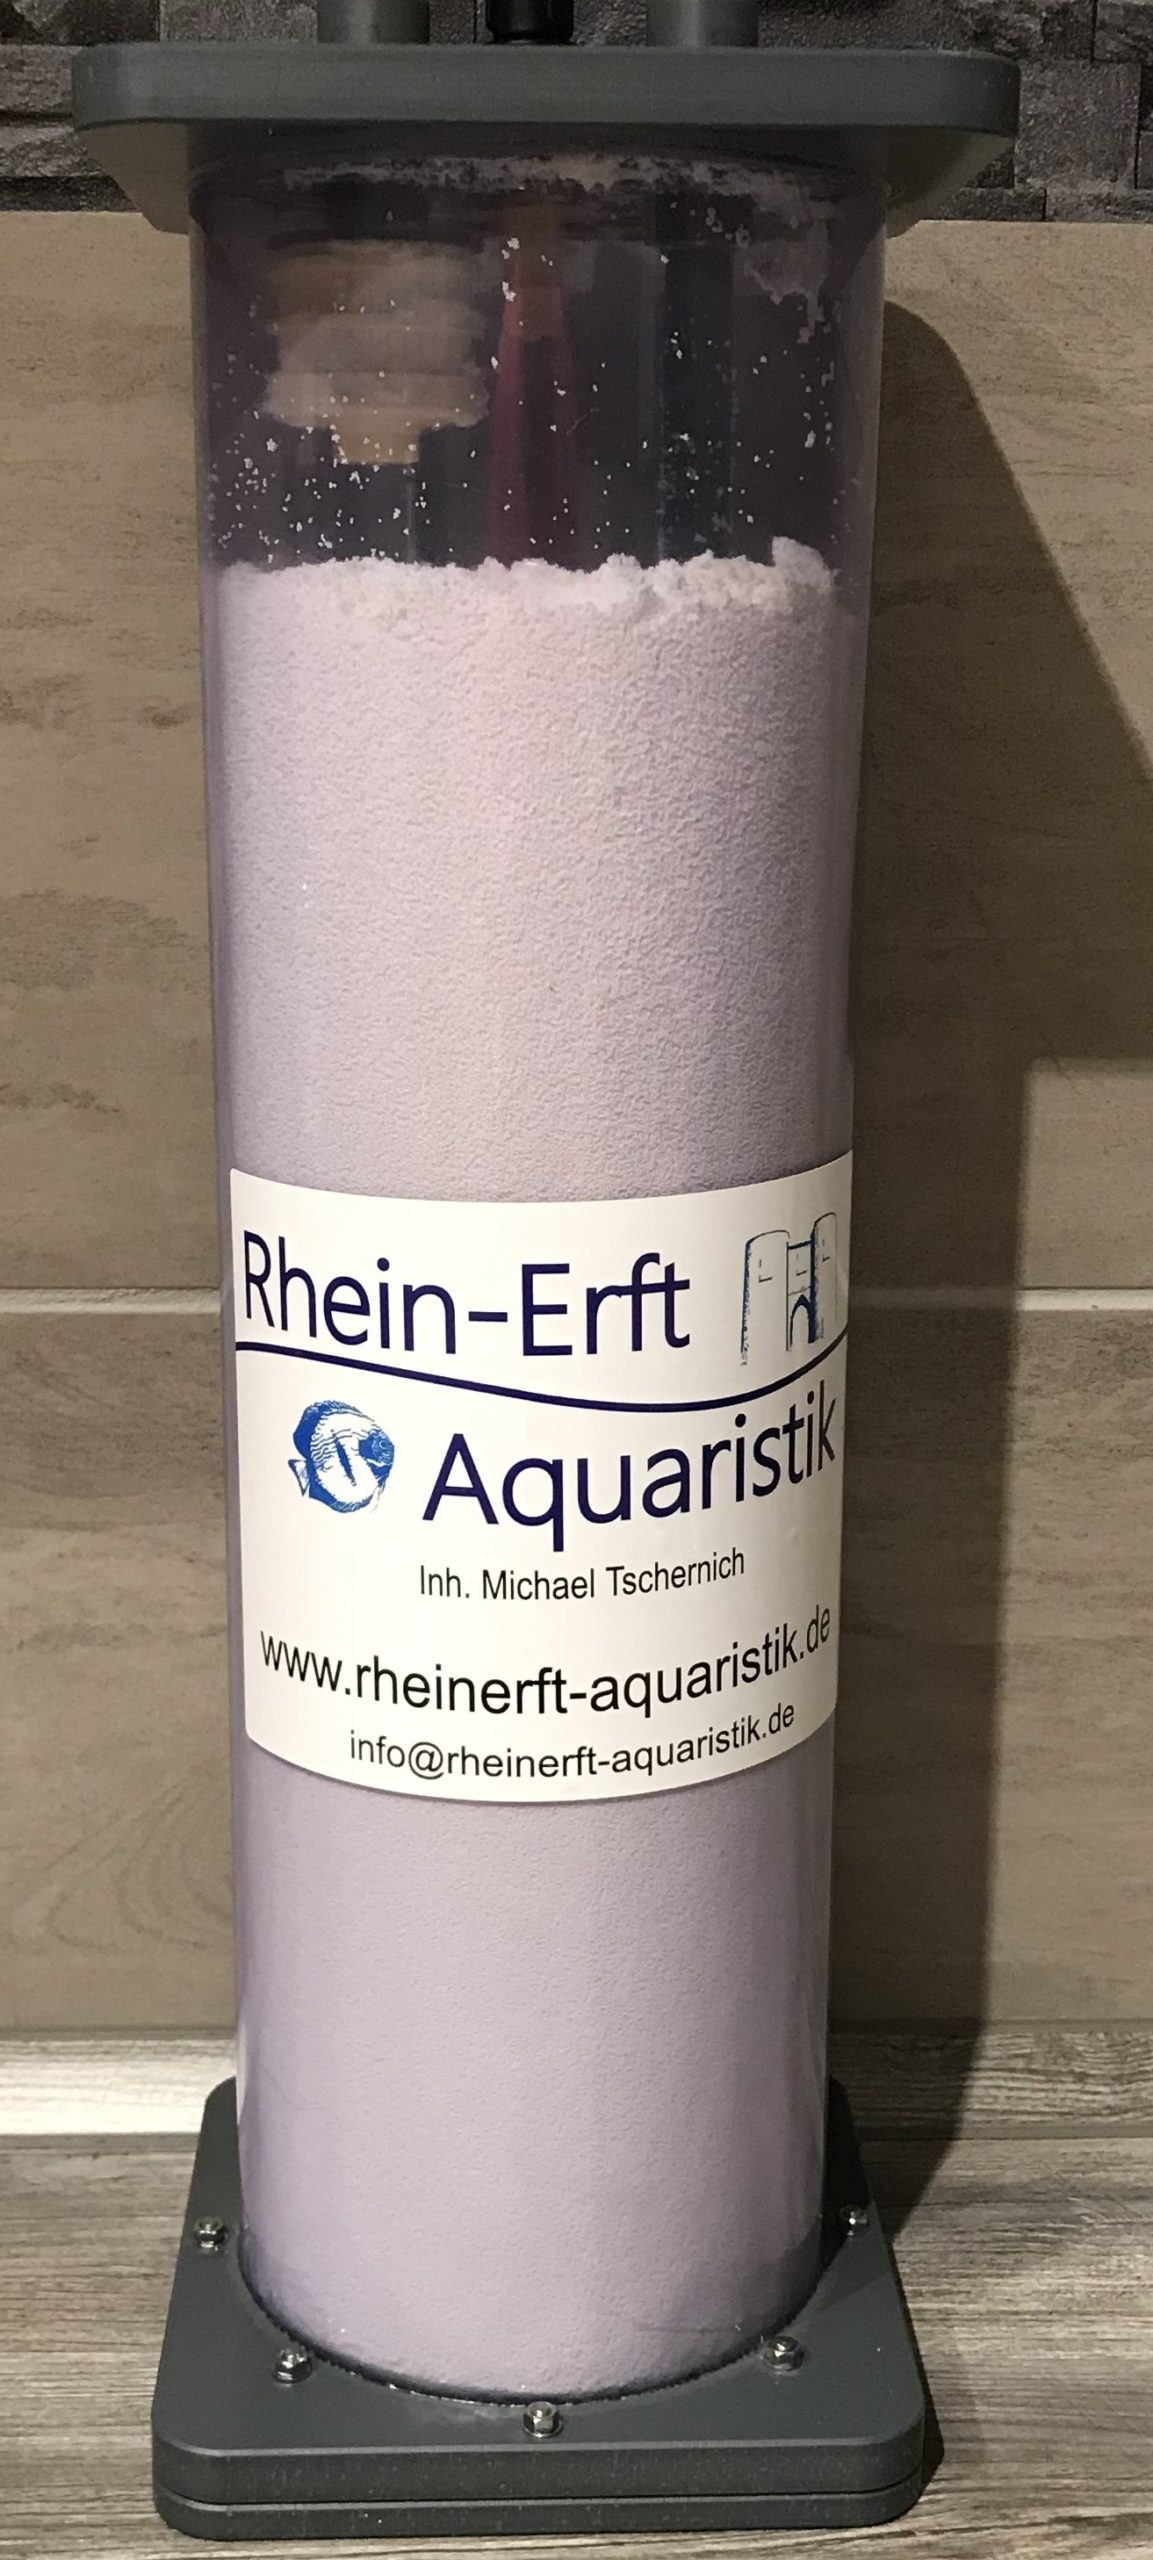 Rhein-Erft
Aquaristik
Inh. Michael Tschernich
www.rheinerft-aquaristik.de
info@rheinerft-aquaristik.de